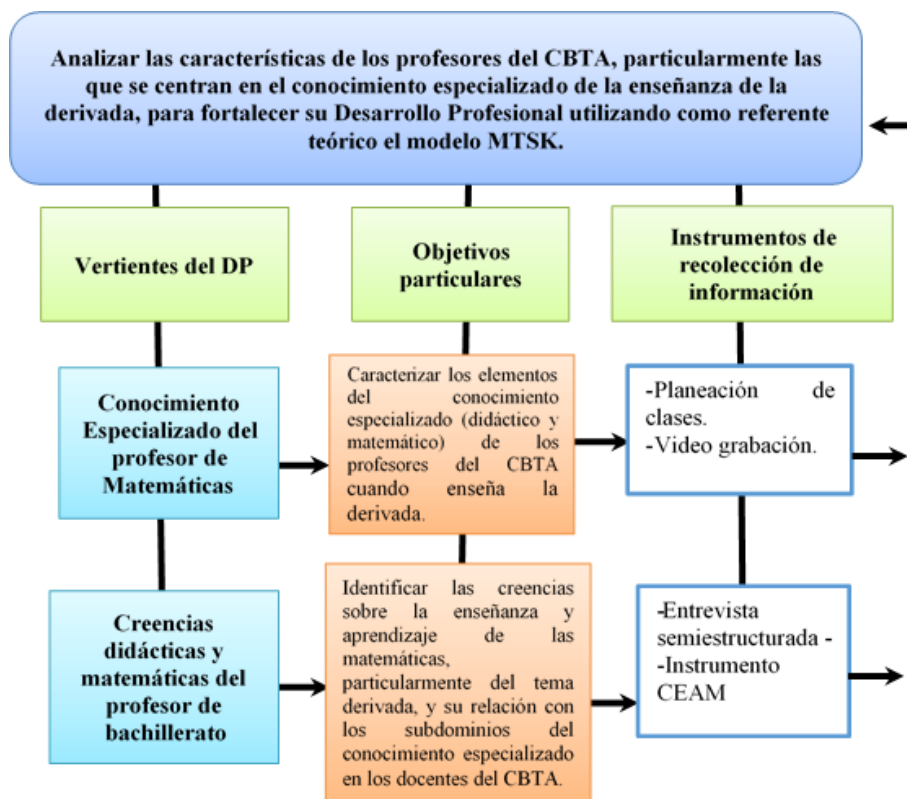 Analizar las características de los profesores del CBTA, particularmente las
que se centran en el conocimiento especializado de la enseñanza de la
derivada, para fortalecer su Desarrollo Profesional utilizando como referente
teórico el modelo MTSK.
Vertientes del DP
Objetivos
particulares
Instrumentos de
recolección de
información
Conocimiento
Especializado del
profesor de
Matemáticas
Caracterizar los elementos
del conocimiento
especializado (didáctico y
matemático) de los
profesores del CBTA
cuando enseña la
derivada.
-Planeación de
clases.
-Video grabación.
Creencias
didácticas y
matemáticas del
profesor de
bachillerato
Identificar las creencias
sobre la enseñanza y
aprendizaje de las
matemáticas,
particularmente del tema
derivada, y su relación con
los subdominios del
conocimiento especializado
en los docentes del CBTA.
-Entrevista
semiestructurada -
-Instrumento
CEAM